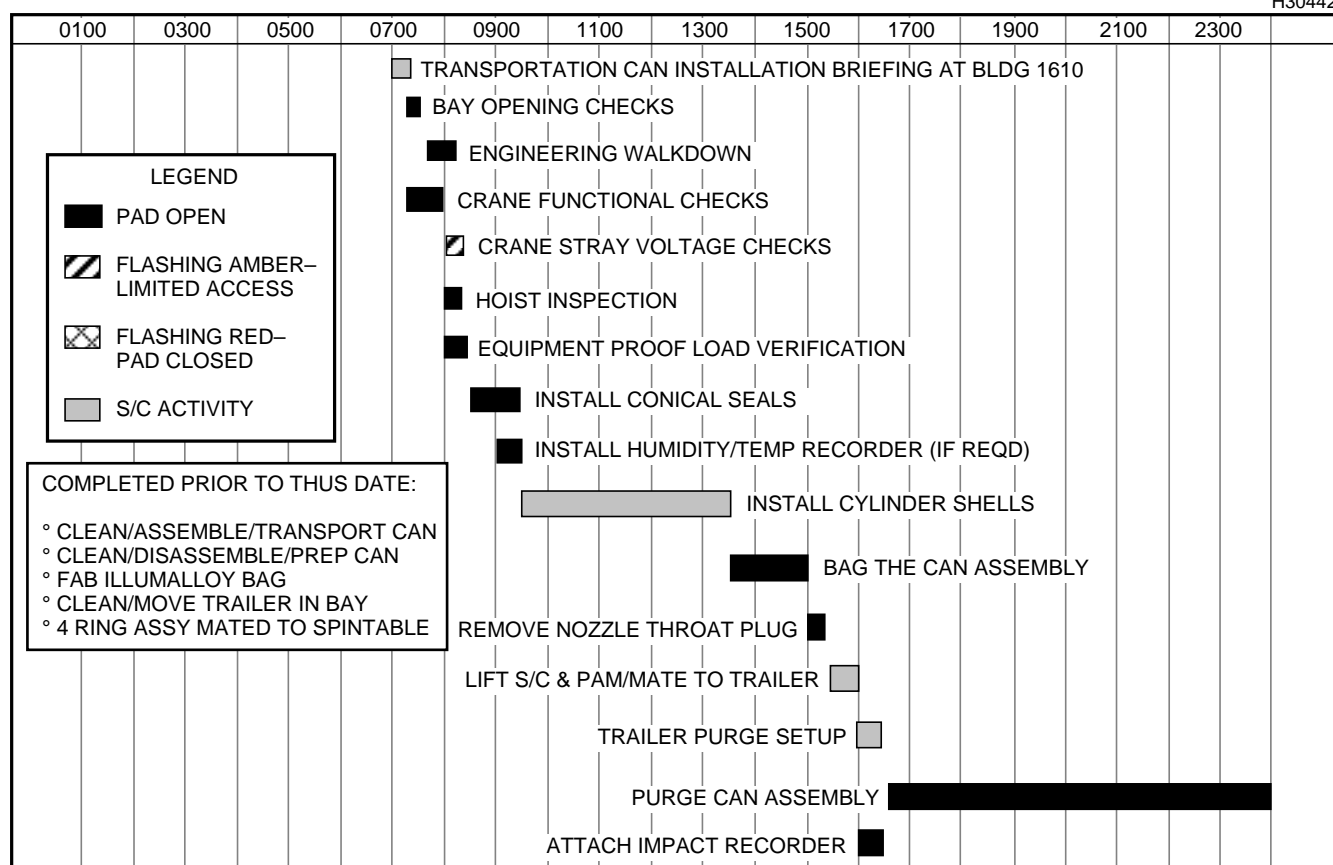 H30442
0100 0300 0500 0700 0900 1100 1300 1500 1700 1900 2100 2300
TRANSPORTATION CAN INSTALLATION BRIEFING AT BLDG 1610
BAY OPENING CHECKS
ENGINEERING WALKDOWN
CRANE FUNCTIONAL CHECKS
CRANE STRAY VOLTAGE CHECKS
HOIST INSPECTION
EQUIPMENT PROOF LOAD VERIFICATION
INSTALL CONICAL SEALS
INSTALL HUMIDITY/TEMP RECORDER (IF REQD)
INSTALL CYLINDER SHELLS
BAG THE CAN ASSEMBLY
REMOVE NOZZLE THROAT PLUG
LIFT S/C & PAM/MATE TO TRAILER
TRAILER PURGE SETUP
PURGE CAN ASSEMBLY
ATTACH IMPACT RECORDER
LEGEND
PAD OPEN
FLASHING AMBER–
LIMITED ACCESS
FLASHING RED–
PAD CLOSED
S/C ACTIVITY
COMPLETED PRIOR TO THUS DATE:
° CLEAN/ASSEMBLE/TRANSPORT CAN
° CLEAN/DISASSEMBLE/PREP CAN
° FAB ILLUMALLOY BAG
° CLEAN/MOVE TRAILER IN BAY
° 4 RING ASSY MATED TO SPINTABLE